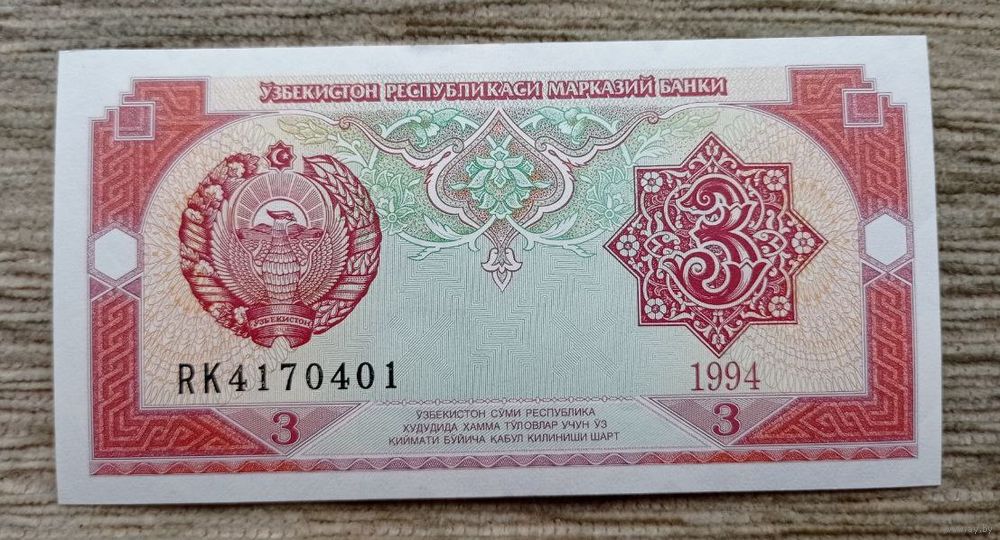 ЎЗБЕКИСТОН РЕСПУБЛИКАСИ МАРКАЗИЙ БАНКИ
3
ЎЗБЕКИСТОН
RK4170401
1994
3
ЎЗБЕКИСТОН СЎМИ РЕСПУБЛИКА
ҲУДУДИДА ҲАММА ТЎЛОВЛАР УЧУН ЎЗ
ҚИЙМАТИ БЎЙИЧА ҚАБУЛ ҚИЛИНИШИ ШАРТ
3